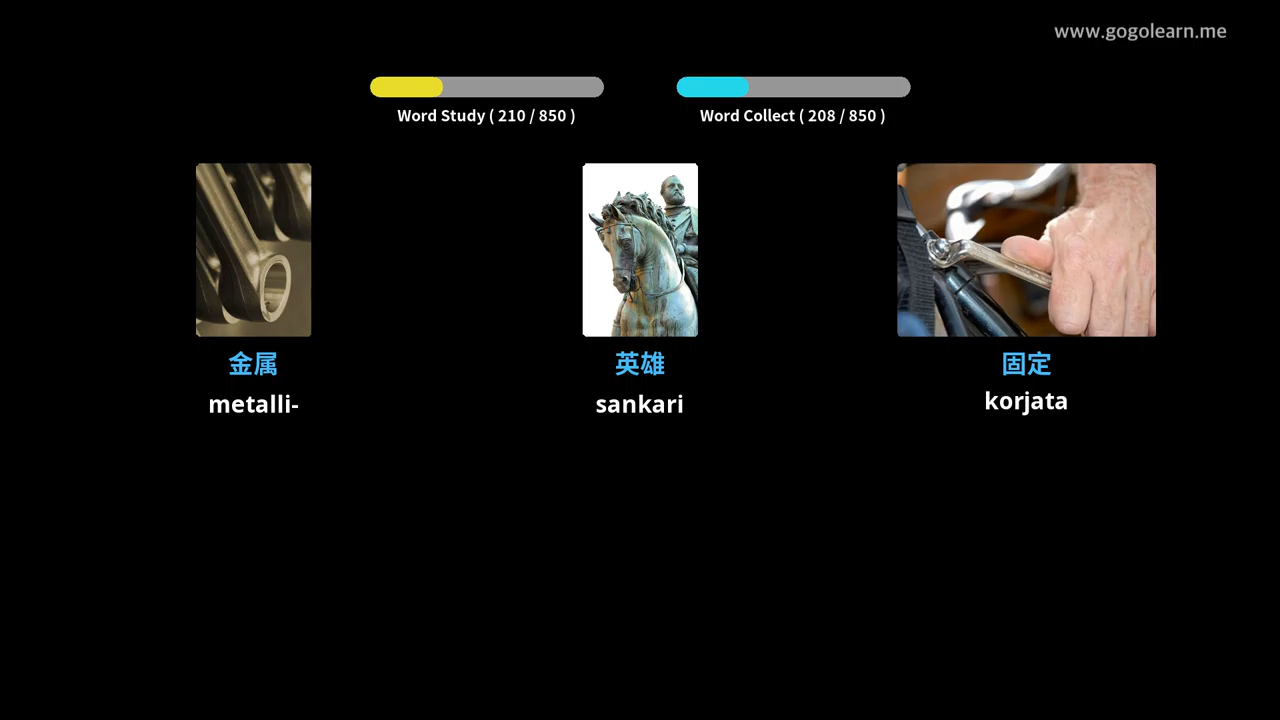 www.gogolearn.me
Word Study ( 210 / 850 )
Word Collect ( 208 / 850 )
金属
metalli-
英雄
sankari
固定
korjata